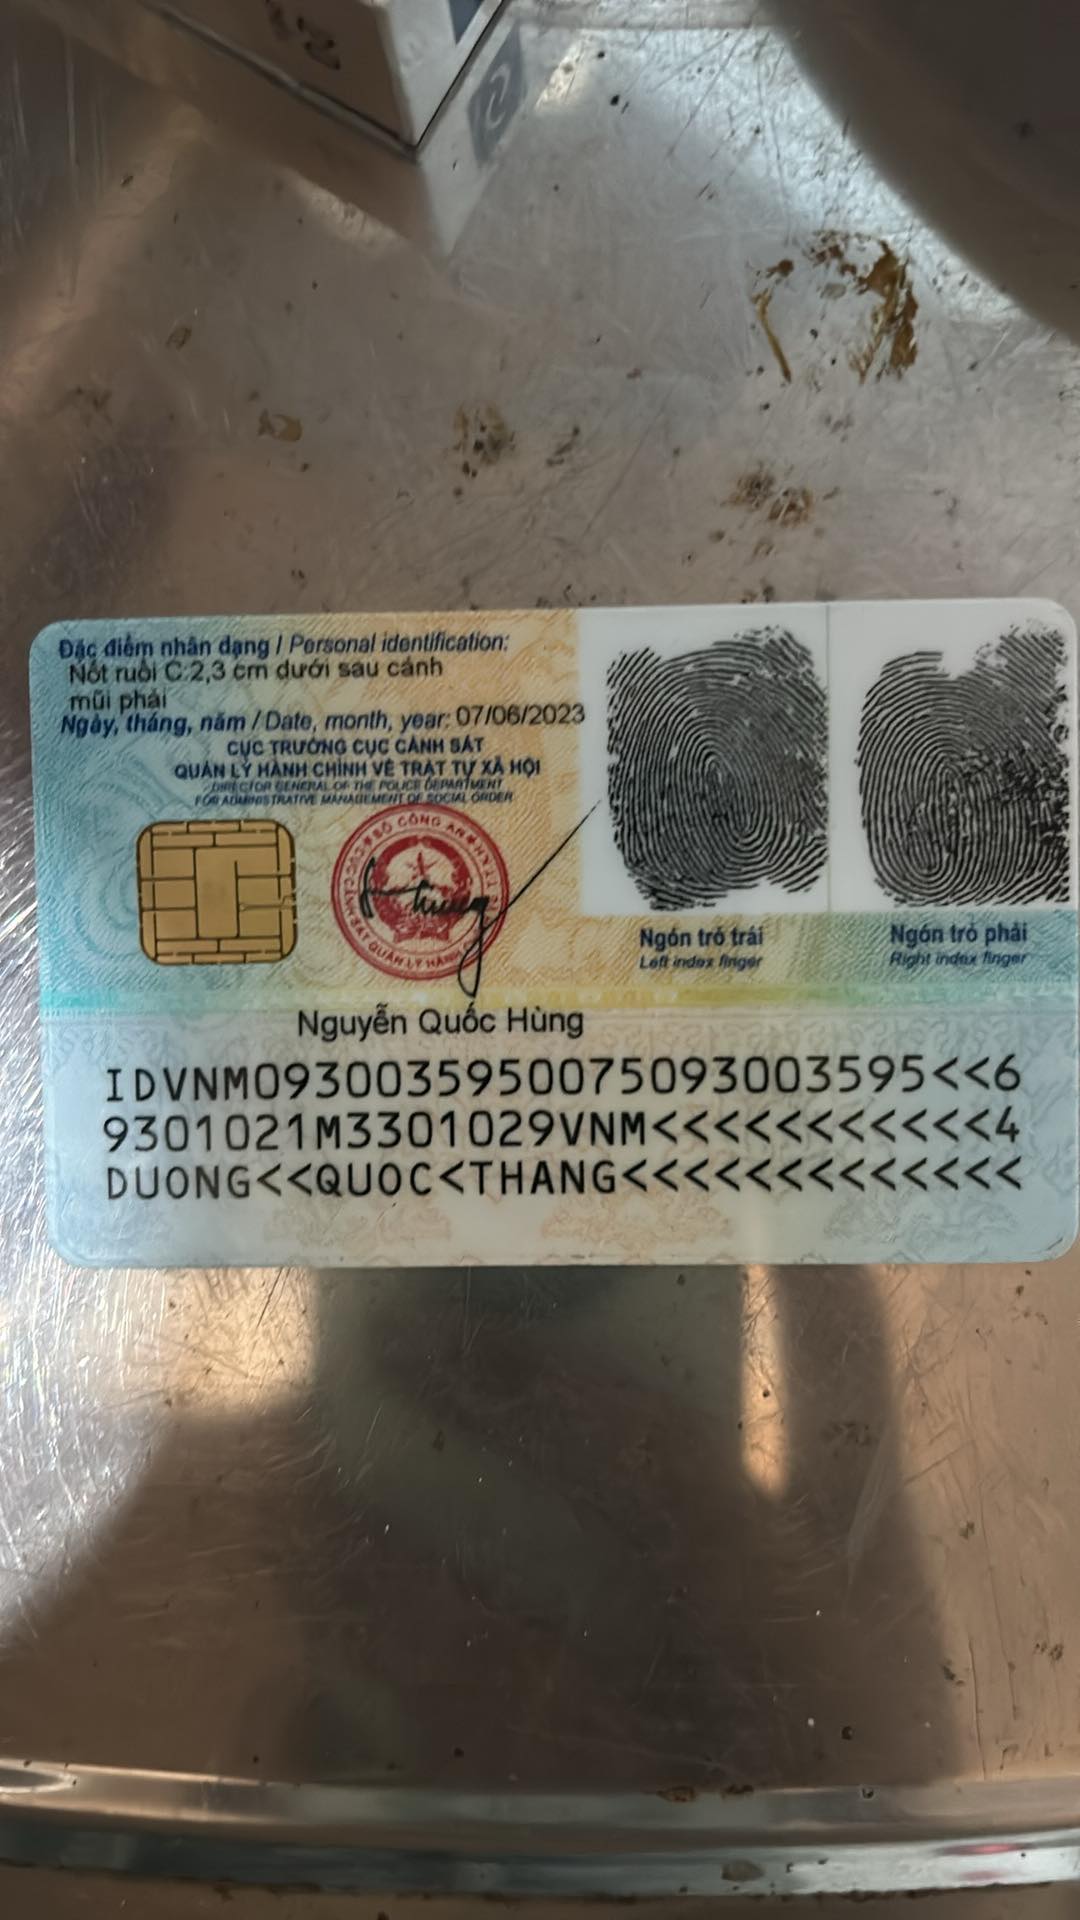 Đặc điểm nhân dạng / Personal identification:
Nốt ruồi C:2,3 cm dưới sau cánh
mũi phải
Ngày, tháng, năm / Date, month, year: 07/06/2023
CỤC TRƯỞNG CỤC CẢNH SÁT
QUẢN LÝ HÀNH CHÍNH VỀ TRẬT TỰ XÃ HỘI
DIRECTOR GENERAL OF THE POLICE DEPARTMENT
FOR ADMINISTRATIVE MANAGEMENT OF SOCIAL ORDER
BỘ CÔNG AN
Ngón trỏ trái
Left index finger
Ngón trỏ phải
Right index finger
Nguyễn Quốc Hùng
IDVNM0930035950075093003595<<6
9301021M3301029VNM<<<<<<<<<<<4
DUONG<<QUOC<THANG<<<<<<<<<<<<<